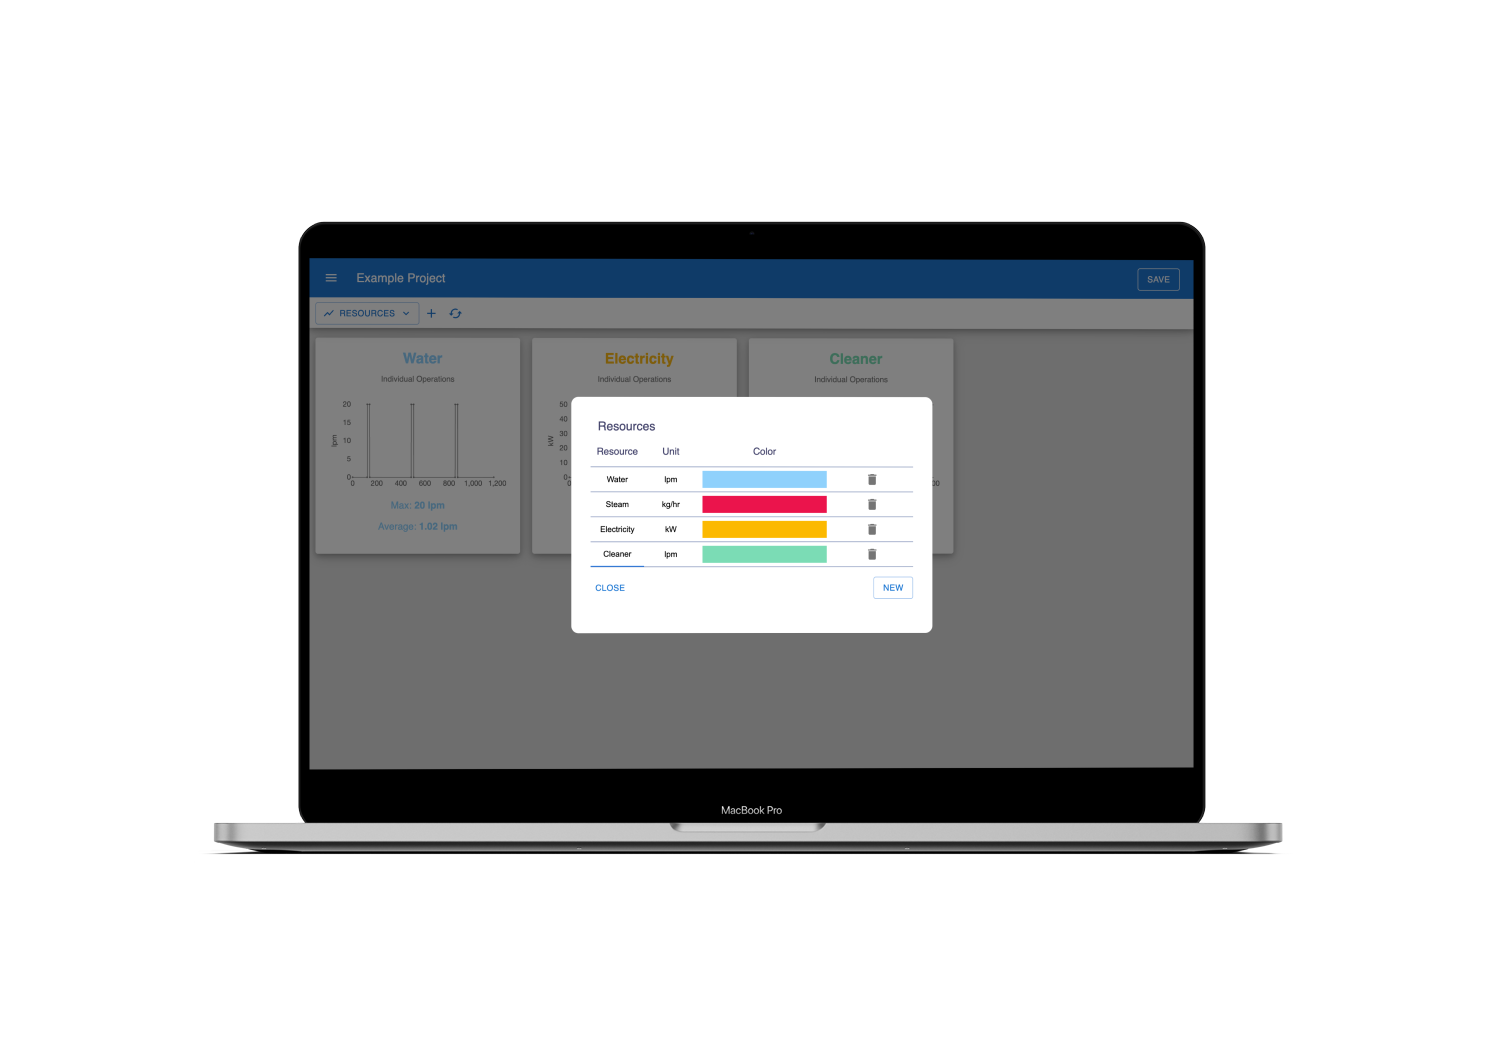 Example Project
SAVE
RESOURCES
Water
Electricity
Cleaner
Individual Operations
Individual Operations
Individual Operations
20
15
10
5
0
lpm
0 200 400 600 800 1,000 1,200
Max: 20 lpm
Average: 1.02 lpm
50
40
30
20
10
0
kW
0
00
Resources
Resource Unit Color
Water lpm
Steam kg/hr
Electricity kW
Cleaner lpm
CLOSE NEW
MacBook Pro